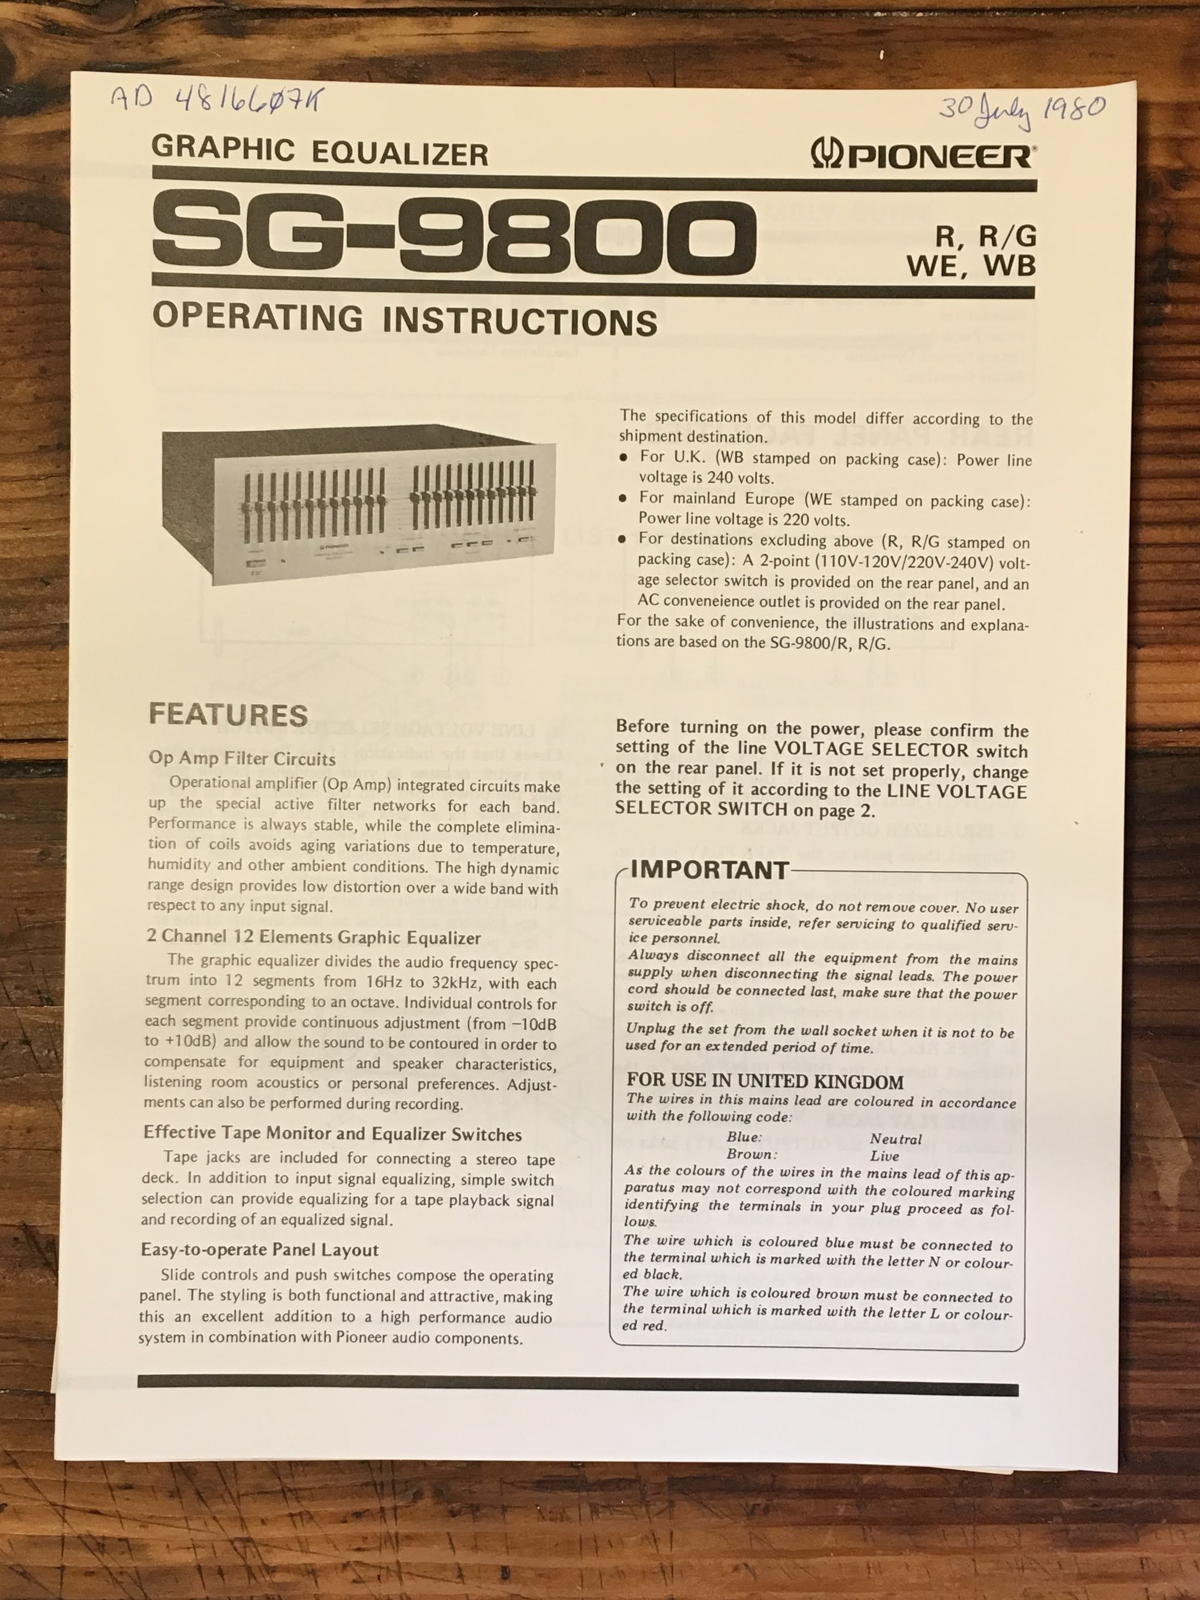 AD 4816607K
30 July 1980
GRAPHIC EQUALIZER
PIONEER®
SG-9800
R, R/G
WE, WB
OPERATING INSTRUCTIONS
The specifications of this model differ according to the
shipment destination.
● For U.K. (WB stamped on packing case): Power line
voltage is 240 volts.
● For mainland Europe (WE stamped on packing case):
Power line voltage is 220 volts.
● For destinations excluding above (R, R/G stamped on
packing case): A 2-point (110V-120V/220V-240V) volt-
age selector switch is provided on the rear panel, and an
AC conveneience outlet is provided on the rear panel.
For the sake of convenience, the illustrations and explana-
tions are based on the SG-9800/R, R/G.
FEATURES
Op Amp Filter Circuits
Operational amplifier (Op Amp) integrated circuits make
up the special active filter networks for each band.
Performance is always stable, while the complete elimina-
tion of coils avoids aging variations due to temperature,
humidity and other ambient conditions. The high dynamic
range design provides low distortion over a wide band with
respect to any input signal.
2 Channel 12 Elements Graphic Equalizer
The graphic equalizer divides the audio frequency spec-
trum into 12 segments from 16Hz to 32kHz, with each
segment corresponding to an octave. Individual controls for
each segment provide continuous adjustment (from −10dB
to +10dB) and allow the sound to be contoured in order to
compensate for equipment and speaker characteristics,
listening room acoustics or personal preferences. Adjust-
ments can also be performed during recording.
Effective Tape Monitor and Equalizer Switches
Tape jacks are included for connecting a stereo tape
deck. In addition to input signal equalizing, simple switch
selection can provide equalizing for a tape playback signal
and recording of an equalized signal.
Easy-to-operate Panel Layout
Slide controls and push switches compose the operating
panel. The styling is both functional and attractive, making
this an excellent addition to a high performance audio
system in combination with Pioneer audio components.
Before turning on the power, please confirm the
setting of the line VOLTAGE SELECTOR switch
on the rear panel. If it is not set properly, change
the setting of it according to the LINE VOLTAGE
SELECTOR SWITCH on page 2.
IMPORTANT
To prevent electric shock, do not remove cover. No user
serviceable parts inside, refer servicing to qualified serv-
ice personnel.
Always disconnect all the equipment from the mains
supply when disconnecting the signal leads. The power
cord should be connected last, make sure that the power
switch is off.
Unplug the set from the wall socket when it is not to be
used for an extended period of time.
FOR USE IN UNITED KINGDOM
The wires in this mains lead are coloured in accordance
with the following code:
Blue: Neutral
Brown: Live
As the colours of the wires in the mains lead of this ap-
paratus may not correspond with the coloured marking
identifying the terminals in your plug proceed as fol-
lows.
The wire which is coloured blue must be connected to
the terminal which is marked with the letter N or colour-
ed black.
The wire which is coloured brown must be connected to
the terminal which is marked with the letter L or colour-
ed red.